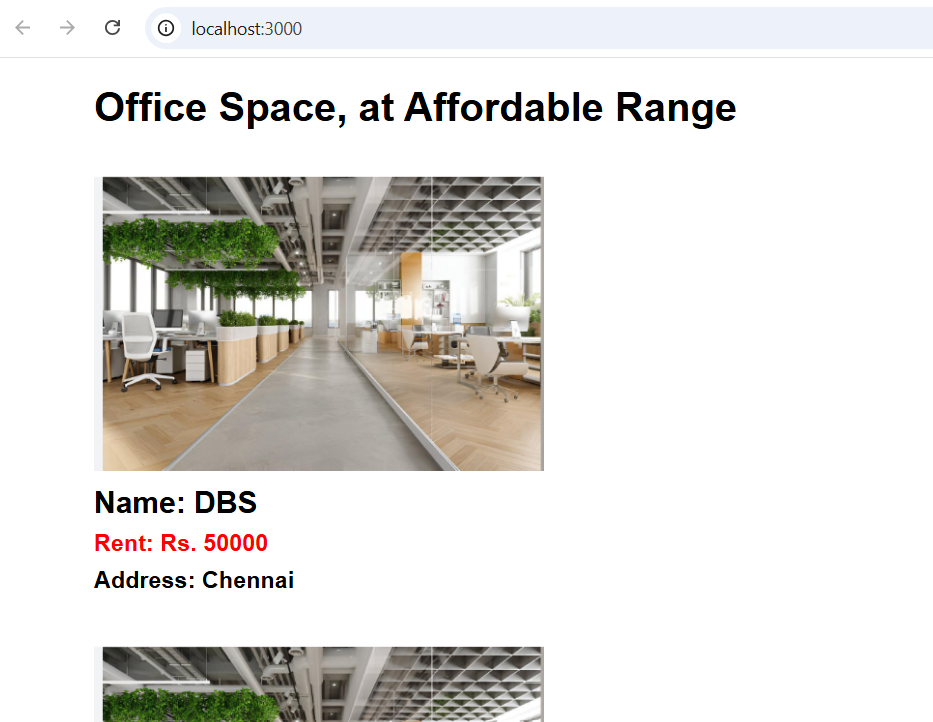 localhost:3000
Office Space, at Affordable Range
Name: DBS
Rent: Rs. 50000
Address: Chennai